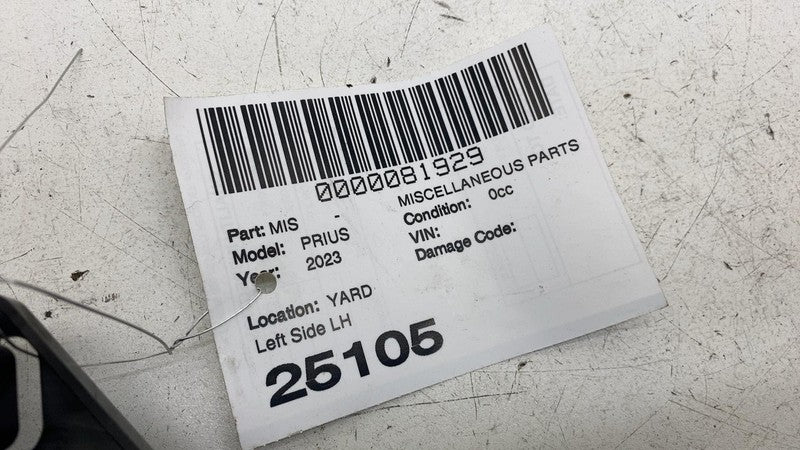 0000081929
MISCELLANEOUS PARTS
Part: MIS -
Condition: 0cc
Model: PRIUS
VIN:
Year: 2023
Damage Code:
Location: YARD
Left Side LH
25105